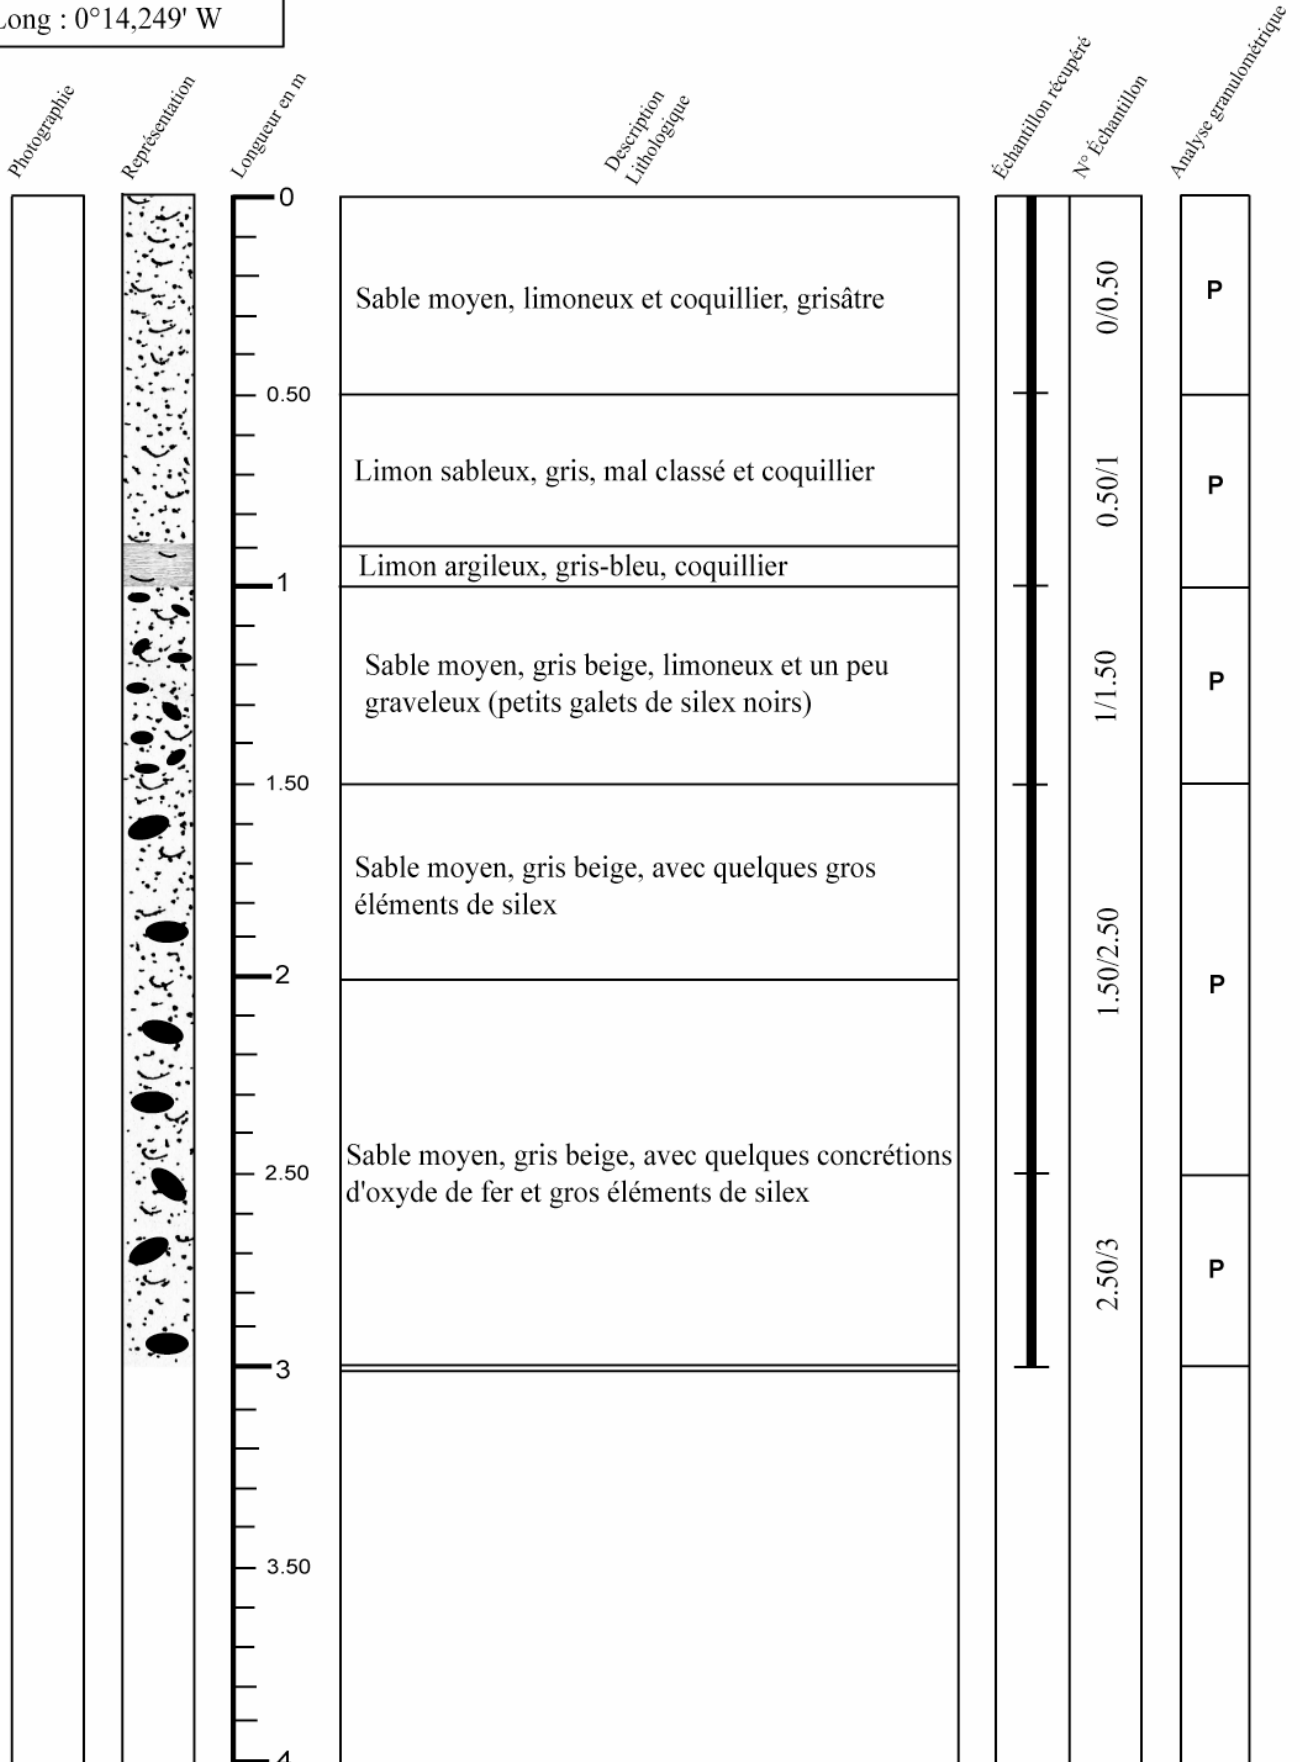 Long : 0°14,249' W
Photographie
Représentation
Longueur en m
Description
Lithologique
Échantillon récupéré
N° Échantillon
Analyse granulométrique
0
Sable moyen, limoneux et coquillier, grisâtre
0/0.50
P
0.50
Limon sableux, gris, mal classé et coquillier
0.50/1
P
Limon argileux, gris-bleu, coquillier
1
Sable moyen, gris beige, limoneux et un peu
graveleux (petits galets de silex noirs)
1/1.50
P
1.50
Sable moyen, gris beige, avec quelques gros
éléments de silex
1.50/2.50
P
2
Sable moyen, gris beige, avec quelques concrétions
d'oxyde de fer et gros éléments de silex
2.50
2.50/3
P
3
3.50
4